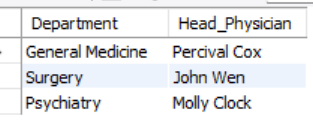 Department Head_Physician
General Medicine Percival Cox
Surgery John Wen
Psychiatry Molly Clock